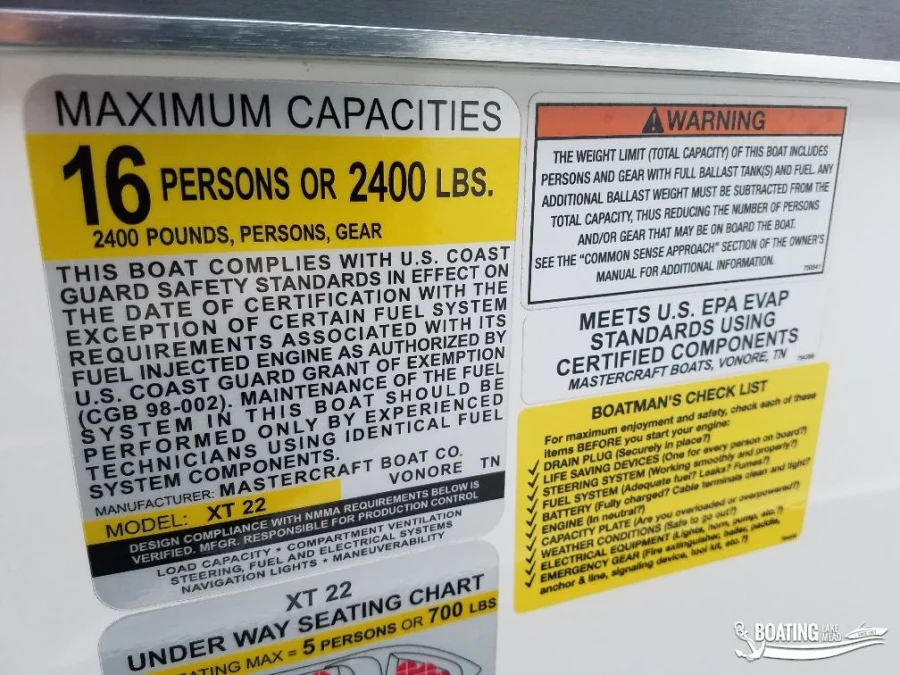 MAXIMUM CAPACITIES
16 PERSONS OR 2400 LBS.
2400 POUNDS, PERSONS, GEAR
THIS BOAT COMPLIES WITH U.S. COAST
GUARD SAFETY STANDARDS IN EFFECT ON
THE DATE OF CERTIFICATION WITH THE
EXCEPTION OF CERTAIN FUEL SYSTEM
REQUIREMENTS ASSOCIATED WITH ITS
FUEL INJECTED ENGINE AS AUTHORIZED BY
U.S. COAST GUARD GRANT OF EXEMPTION
(CGB 98-002). MAINTENANCE OF THE FUEL
SYSTEM IN THIS BOAT SHOULD BE
PERFORMED ONLY BY EXPERIENCED
TECHNICIANS USING IDENTICAL FUEL
SYSTEM COMPONENTS.
MANUFACTURER: MASTERCRAFT BOAT CO.
VONORE TN
MODEL: XT 22
DESIGN COMPLIANCE WITH NMMA REQUIREMENTS BELOW IS
VERIFIED. MFGR. RESPONSIBLE FOR PRODUCTION CONTROL
LOAD CAPACITY * COMPARTMENT VENTILATION
STEERING, FUEL AND ELECTRICAL SYSTEMS
NAVIGATION LIGHTS * MANEUVERABILITY
XT 22
UNDER WAY SEATING CHART
ATING MAX = 5 PERSONS OR 700 LBS
WARNING
THE WEIGHT LIMIT (TOTAL CAPACITY) OF THIS BOAT INCLUDES
PERSONS AND GEAR WITH FULL BALLAST TANK(S) AND FUEL. ANY
ADDITIONAL BALLAST WEIGHT MUST BE SUBTRACTED FROM THE
TOTAL CAPACITY, THUS REDUCING THE NUMBER OF PERSONS
AND/OR GEAR THAT MAY BE ON BOARD THE BOAT.
SEE THE "COMMON SENSE APPROACH" SECTION OF THE OWNER'S
MANUAL FOR ADDITIONAL INFORMATION.
MEETS U.S. EPA EVAP
STANDARDS USING
CERTIFIED COMPONENTS
MASTERCRAFT BOATS, VONORE, TN
BOATMAN'S CHECK LIST
For maximum enjoyment and safety, check each of these
items BEFORE you start your engine:
DRAIN PLUG (Securely in place?)
LIFE SAVING DEVICES (One for every person on board?)
STEERING SYSTEM (Working smoothly and properly?)
FUEL SYSTEM (Adequate fuel? Leaks? Fumes?)
BATTERY (Fully charged? Cable terminals clean and tight?
ENGINE (In neutral?)
CAPACITY PLATE (Are you overloaded or overpowered?)
WEATHER CONDITIONS (Safe to go out?)
ELECTRICAL EQUIPMENT (Lights, horn, pump, etc.?)
EMERGENCY GEAR (Fire extinguisher, bailer, paddle,
anchor & line, signaling device, tool kit, etc.?)
BOATING LAKE MEAD